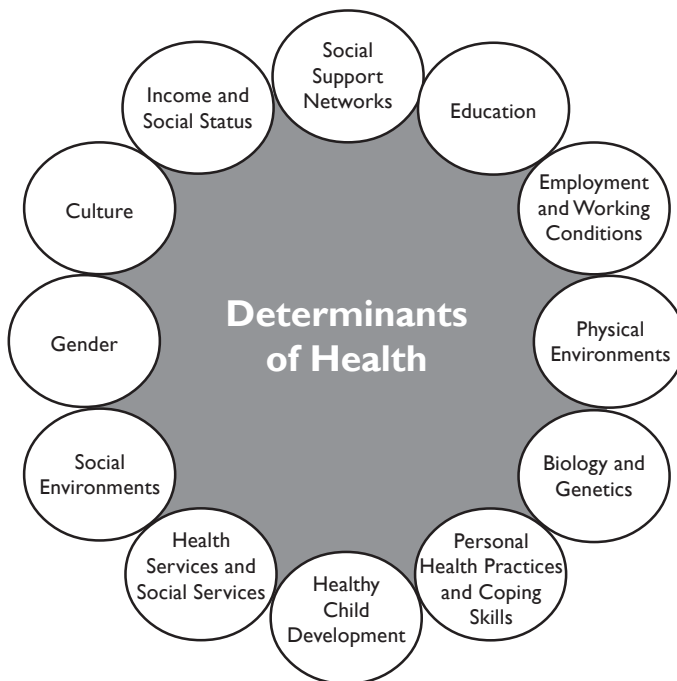 Social
Support
Networks
Education
Employment
and Working
Conditions
Physical
Environments
Biology and
Genetics
Personal
Health Practices
and Coping
Skills
Healthy
Child
Development
Health
Services and
Social Services
Social
Environments
Gender
Culture
Income and
Social Status
Determinants
of Health